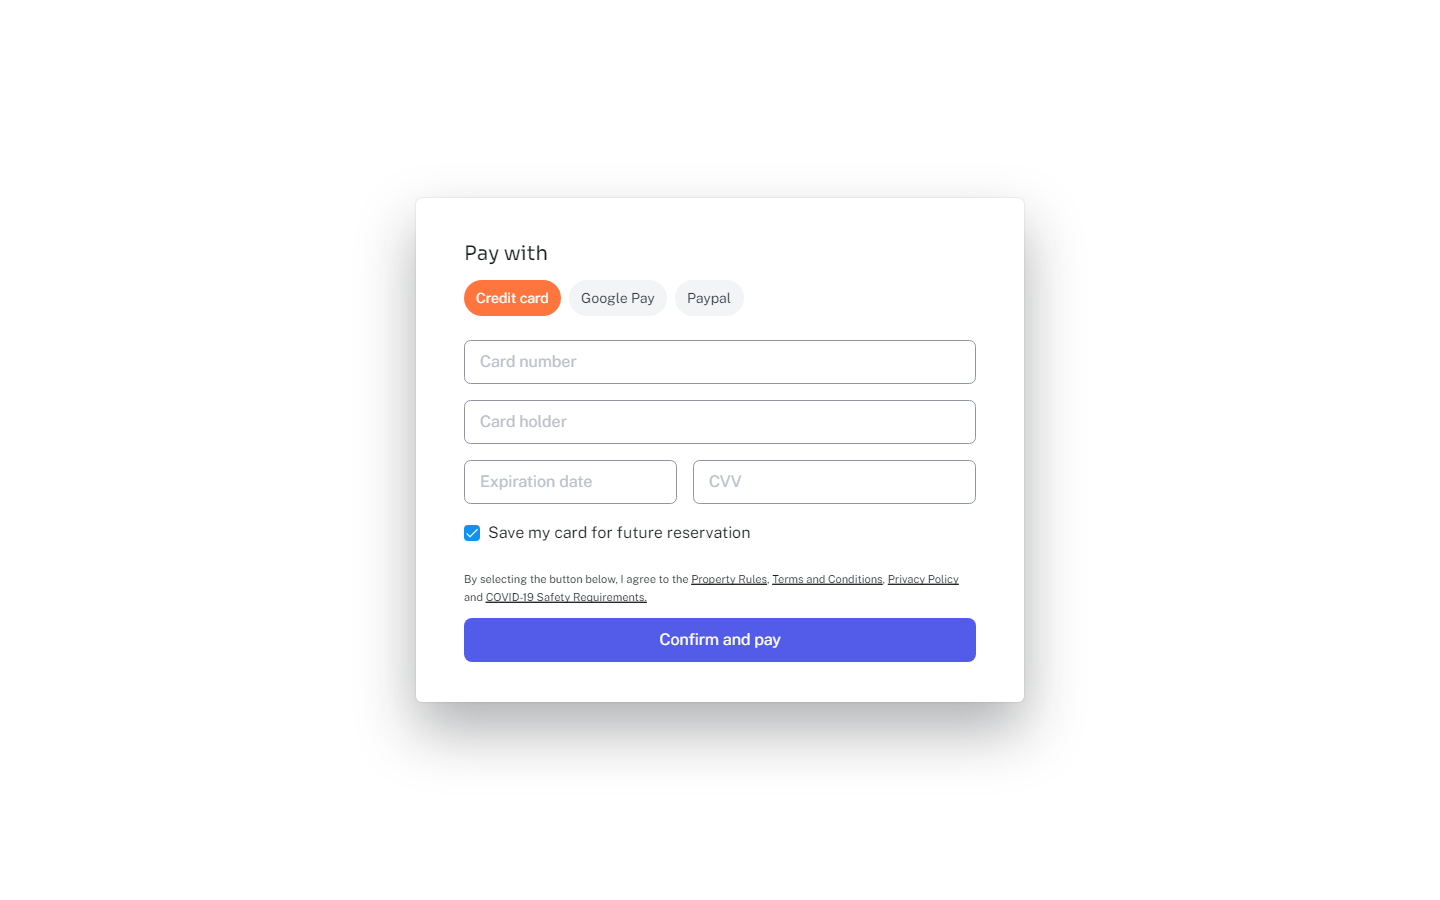 Pay with
Credit card Google Pay Paypal
Card number
Card holder
Expiration date CVV
Save my card for future reservation
By selecting the button below, I agree to the Property Rules, Terms and Conditions, Privacy Policy
and COVID-19 Safety Requirements.
Confirm and pay